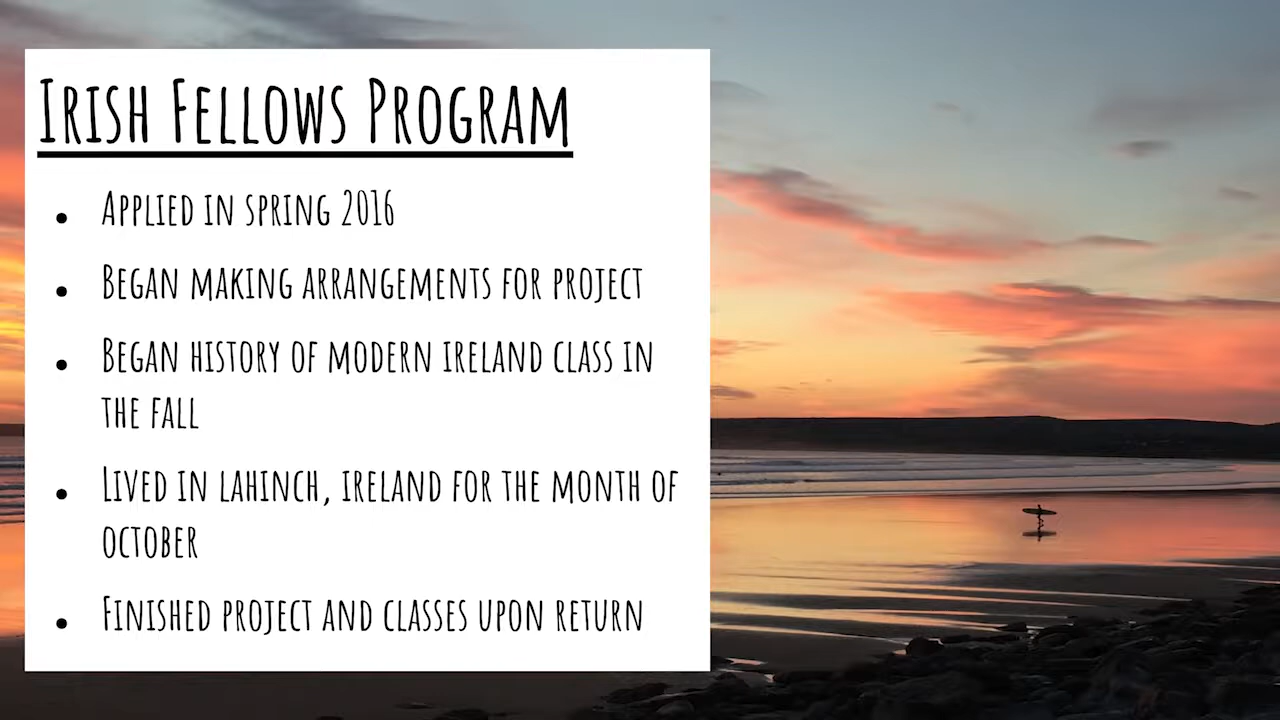 Irish Fellows Program
• Applied in spring 2016
• Began making arrangements for project
• Began history of modern Ireland class in
the fall
• Lived in Lahinch, Ireland for the month of
October
• Finished project and classes upon return